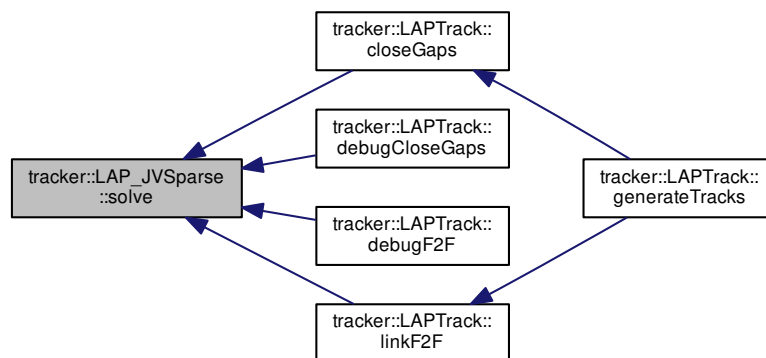 tracker::LAP_JVSparse
::solve
tracker::LAPTrack::
closeGaps
tracker::LAPTrack::
debugCloseGaps
tracker::LAPTrack::
debugF2F
tracker::LAPTrack::
linkF2F
tracker::LAPTrack::
generateTracks